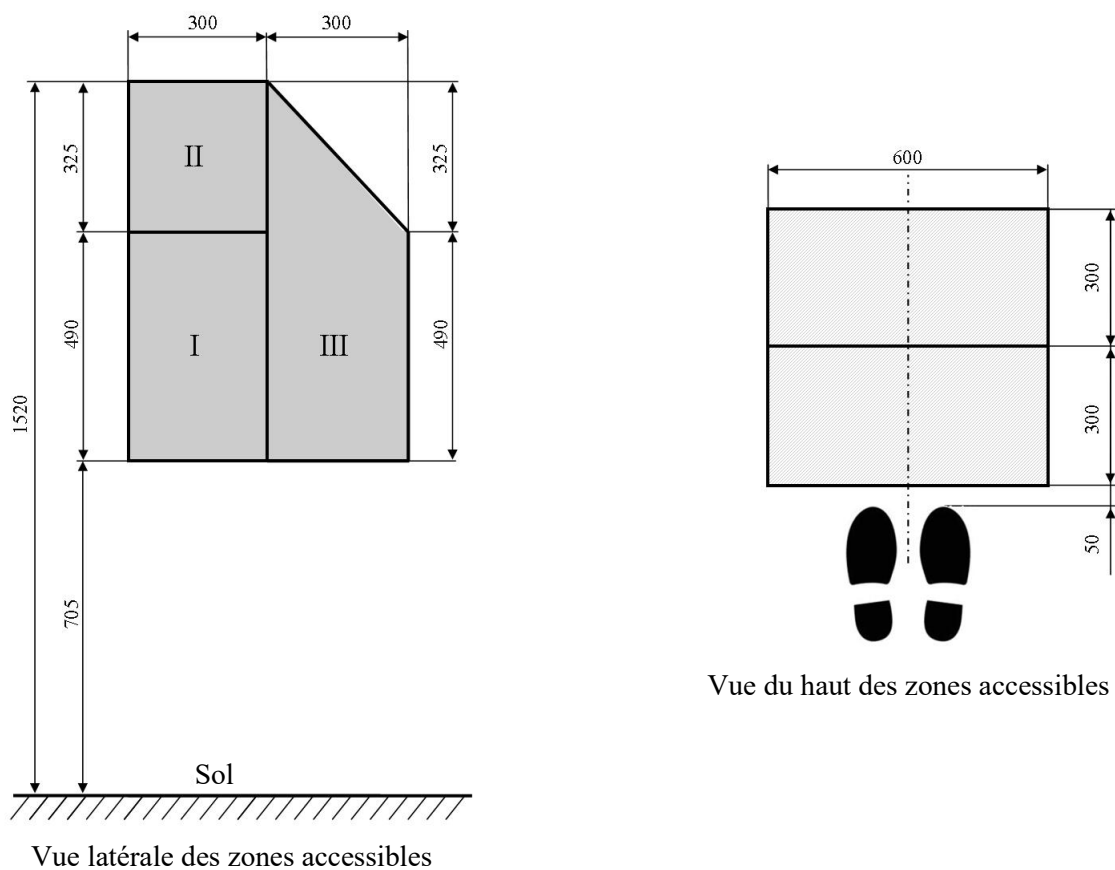 300
300
600
325
325
II
490
490
I
III
300
300
50
1520
705
Sol
Vue latérale des zones accessibles
Vue du haut des zones accessibles